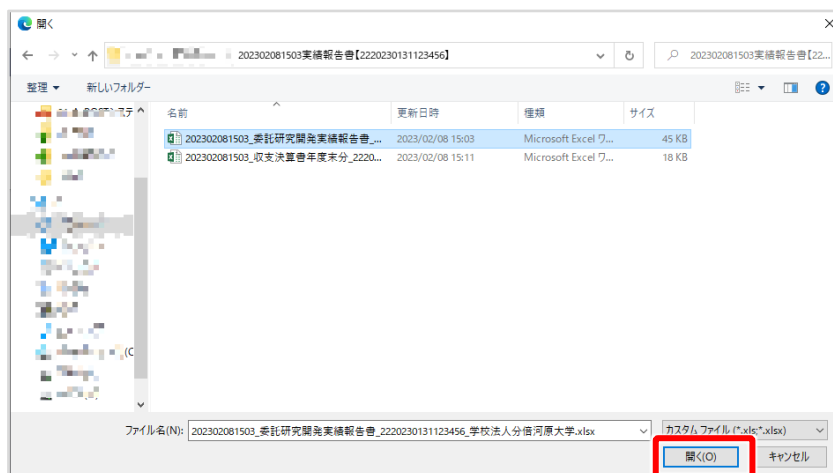 開く
202302081503実績報告書【2220230131123456】
202302081503実績報告書【22...
整理 新しいフォルダー
名前 更新日時 種類 サイズ
202302081503_委託研究開発実績報告書_... 2023/02/08 15:03 Microsoft Excel ワ... 45 KB
202302081503_収支決算書年度末分_2220... 2023/02/08 15:11 Microsoft Excel ワ... 18 KB
(C
ファイル名(N): 202302081503_委託研究開発実績報告書_2220230131123456_学校法人分倍河原大学.xlsx カスタム ファイル (*.xls;*.xlsx)
開く(O) キャンセル